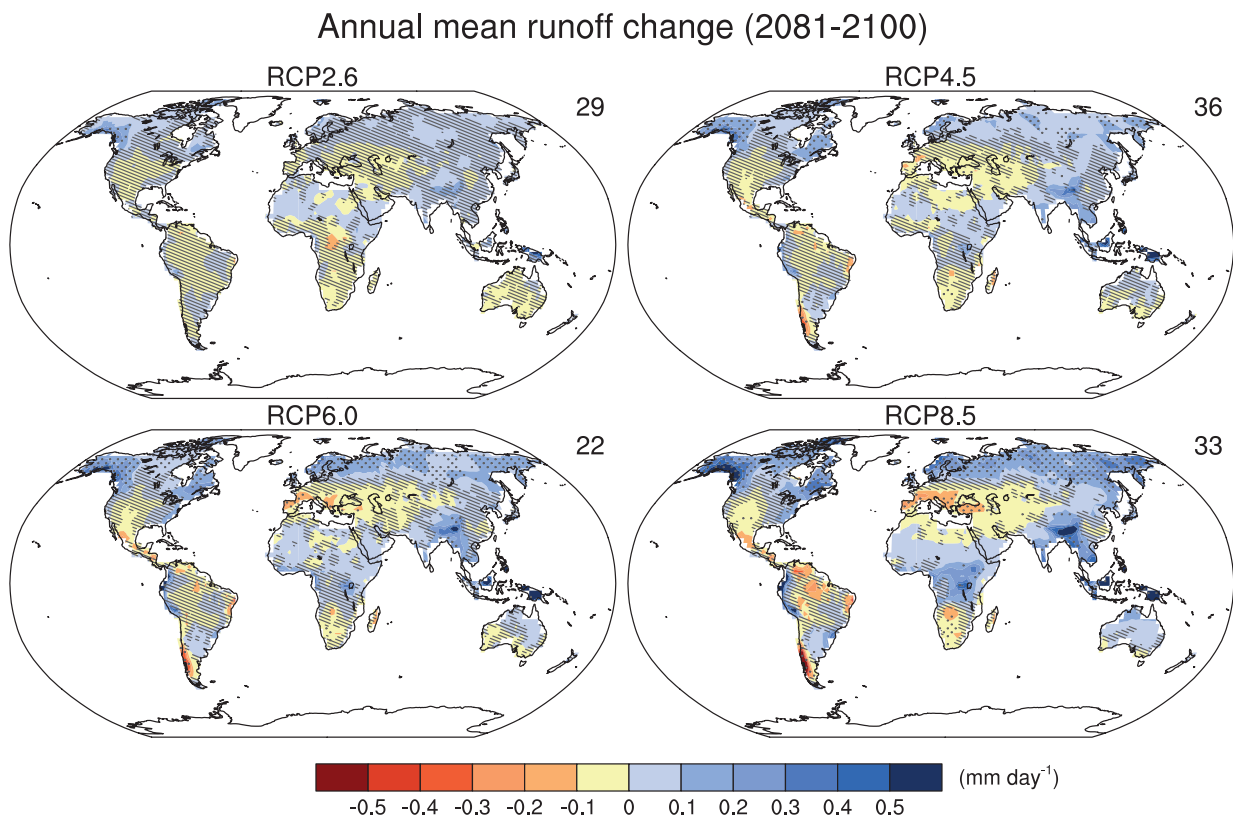 Annual mean runoff change (2081-2100)
RCP2.6
29
RCP4.5
36
RCP6.0
22
RCP8.5
33
-0.5 -0.4 -0.3 -0.2 -0.1 0 0.1 0.2 0.3 0.4 0.5
(mm day⁻¹)